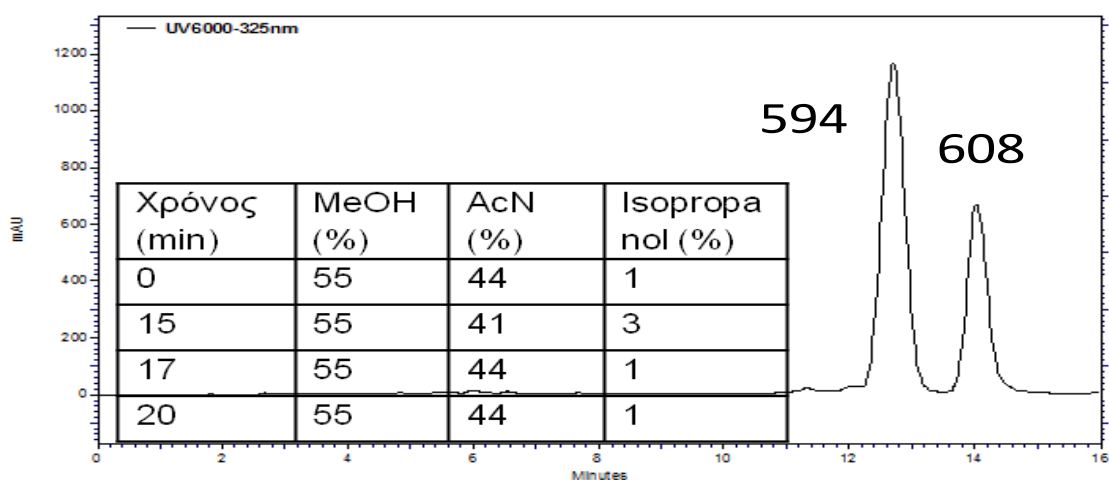 UV6000-325nm
1200
1000
800
600
400
200
0
mAU
594
608
Χρόνος (min) MeOH (%) AcN (%) Isopropa nol (%)
0 55 44 1
15 55 41 3
17 55 44 1
20 55 44 1
0 2 4 6 8 10 12 14 16
Minutes